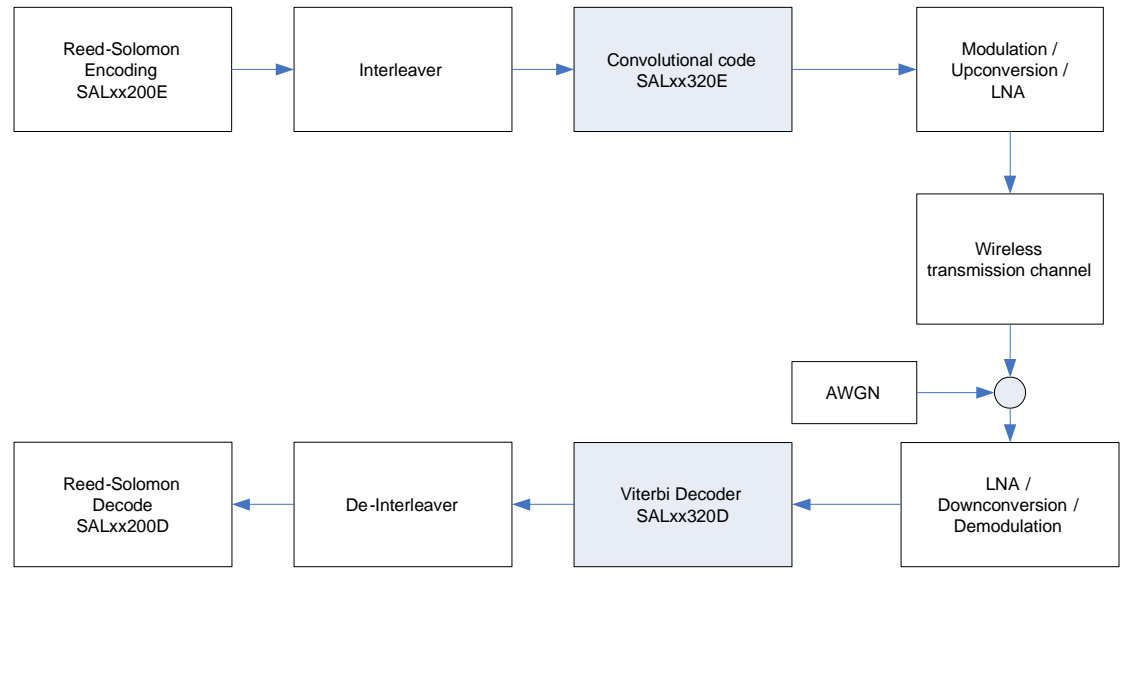 Reed-Solomon
Encoding
SALxx200E
Interleaver
Convolutional code
SALxx320E
Modulation /
Upconversion /
LNA
Wireless
transmission channel
AWGN
LNA /
Downconversion /
Demodulation
Viterbi Decoder
SALxx320D
De-Interleaver
Reed-Solomon
Decode
SALxx200D